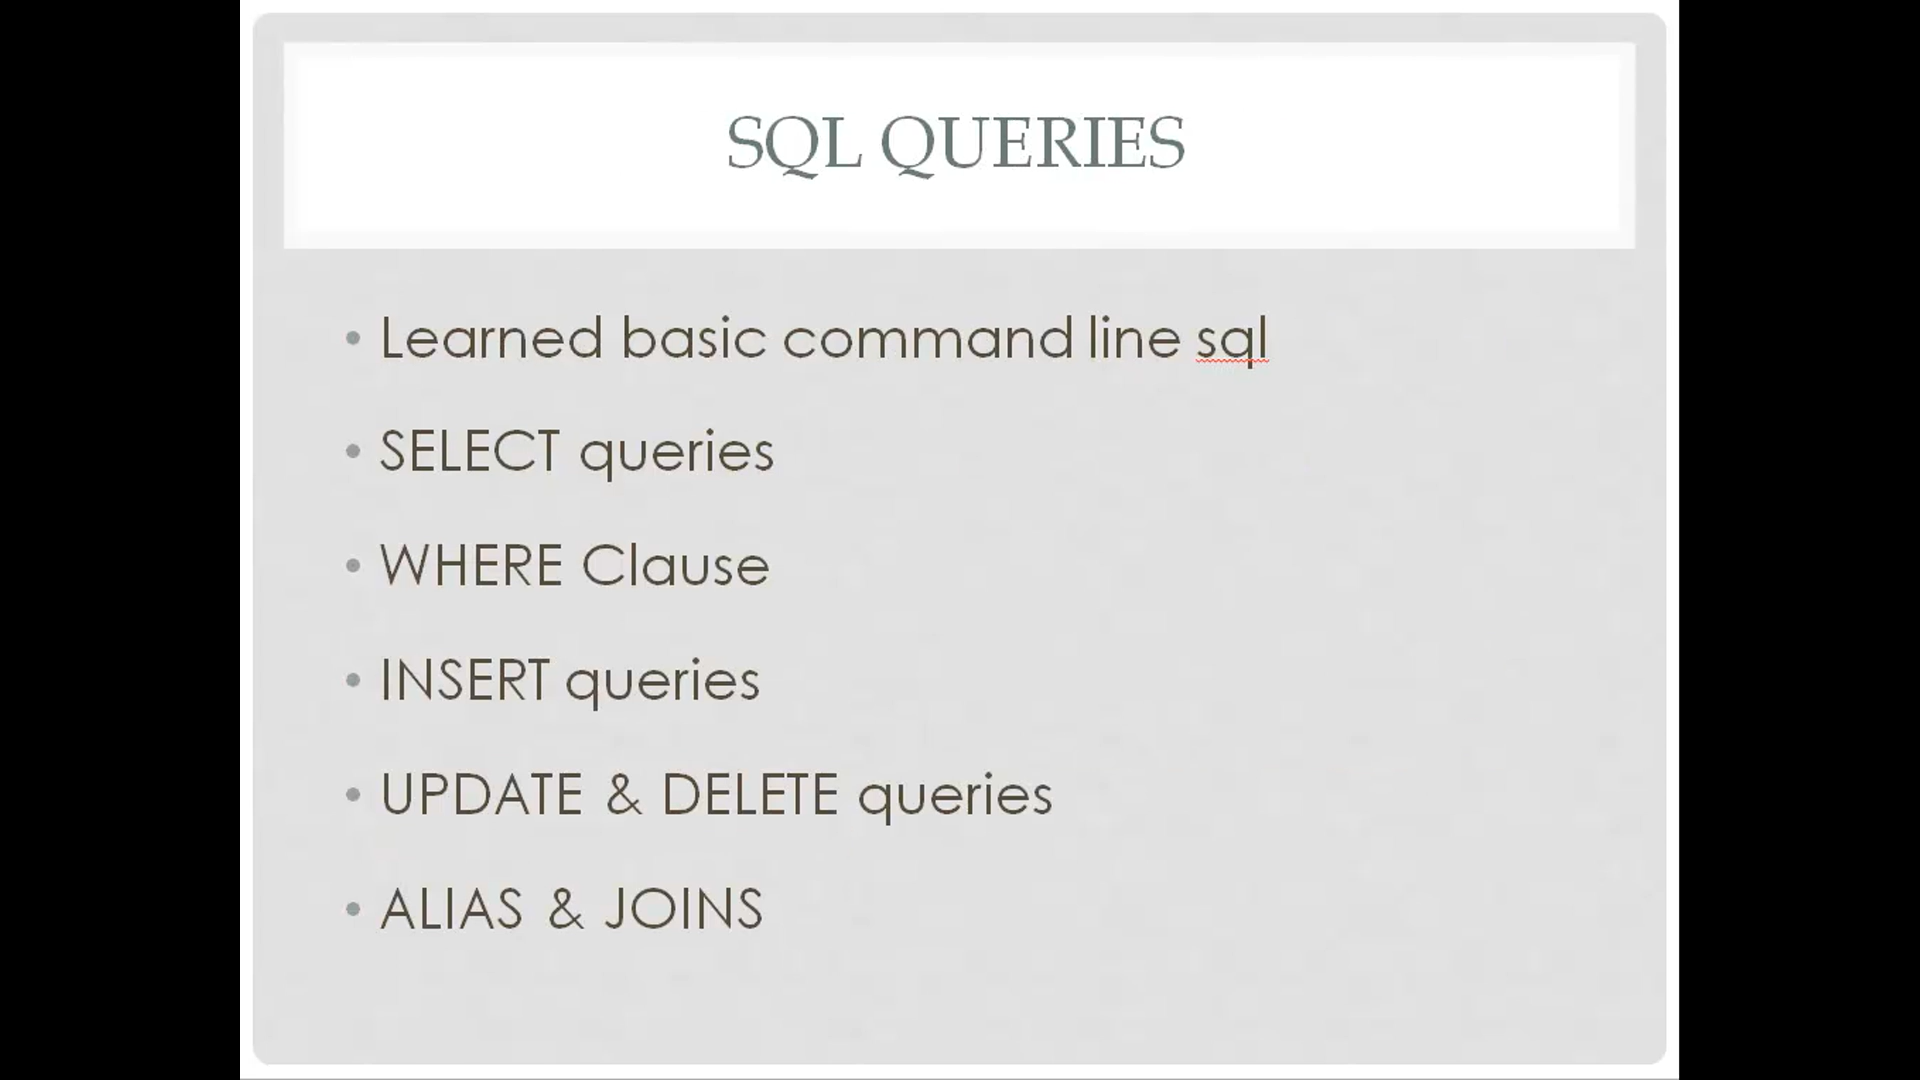 SQL QUERIES
• Learned basic command line sql
• SELECT queries
• WHERE Clause
• INSERT queries
• UPDATE & DELETE queries
• ALIAS & JOINS